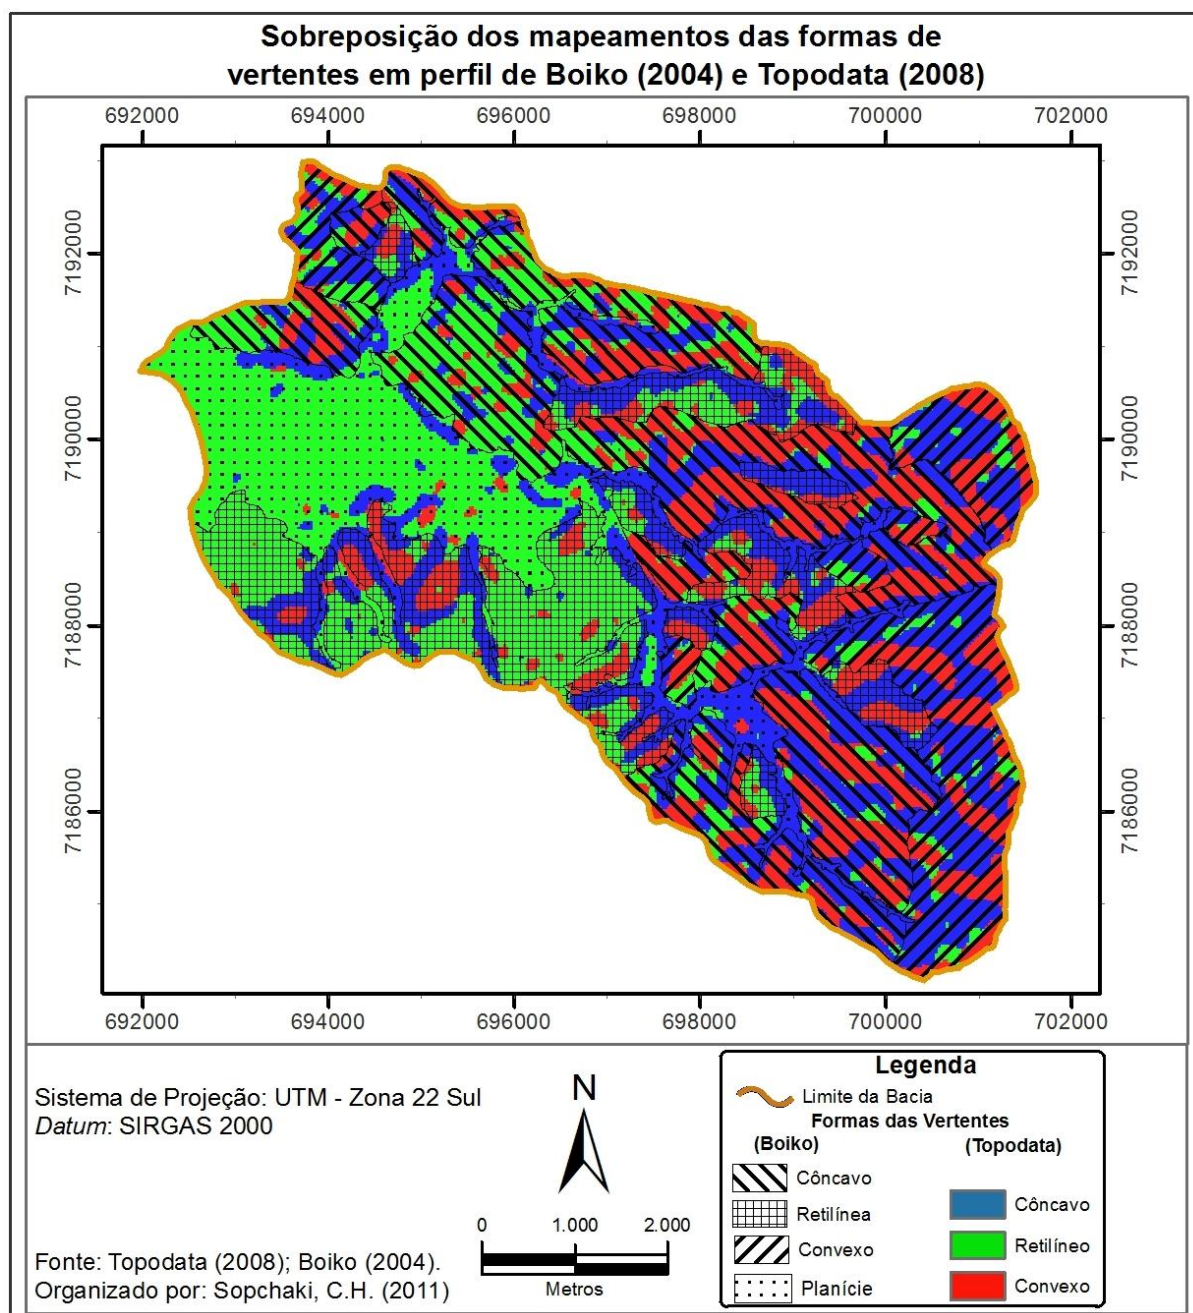 Sobreposição dos mapeamentos das formas de
vertentes em perfil de Boiko (2004) e Topodata (2008)
692000 694000 696000 698000 700000 702000
7192000 7192000
7190000 7190000
7188000 7188000
7186000 7186000
692000 694000 696000 698000 700000 702000
Sistema de Projeção: UTM - Zona 22 Sul
Datum: SIRGAS 2000
Fonte: Topodata (2008); Boiko (2004).
Organizado por: Sopchaki, C.H. (2011)
N
0 1.000 2.000
Metros
Legenda
Limite da Bacia
Formas das Vertentes
(Boiko) (Topodata)
Côncavo
Retilínea
Convexo
Planície
Côncavo
Retilíneo
Convexo